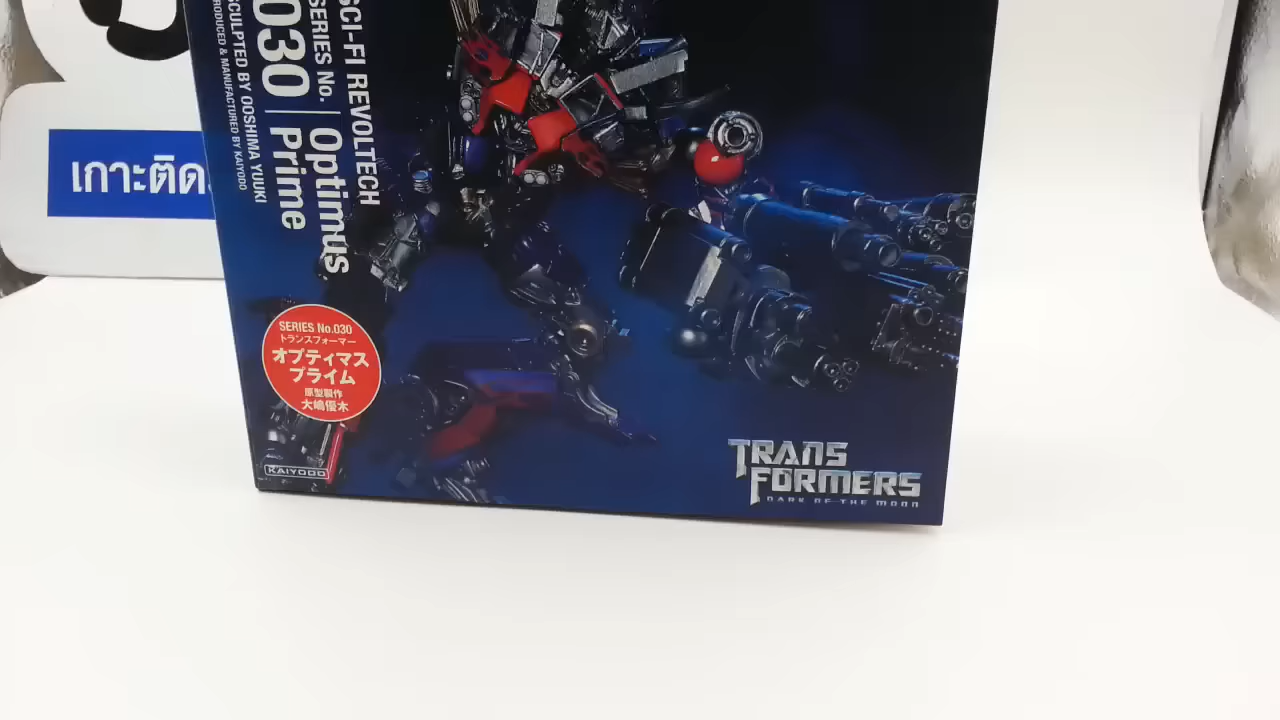 เกาะติด
SCI-FI REVOLTECH
SERIES No.
030
Optimus
Prime
SCULPTED BY OOSHIMA YUUKI
PRODUCED & MANUFACTURED BY KAIYODO
SERIES No.030
トランスフォーマー
オプティマス
プライム
原型製作
大嶋優木
KAIYODO
TRANS
FORMERS
DARK OF THE MOON